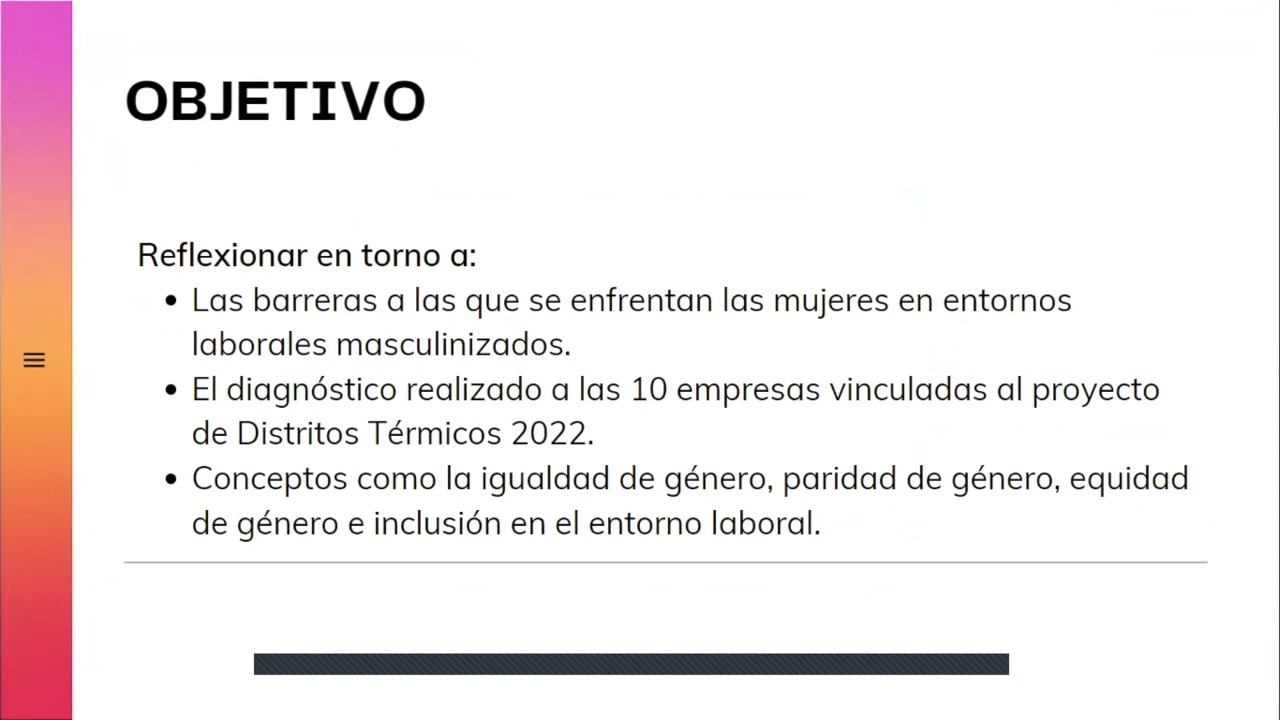 OBJETIVO
Reflexionar en torno a:
• Las barreras a las que se enfrentan las mujeres en entornos
laborales masculinizados.
• El diagnóstico realizado a las 10 empresas vinculadas al proyecto
de Distritos Térmicos 2022.
• Conceptos como la igualdad de género, paridad de género, equidad
de género e inclusión en el entorno laboral.